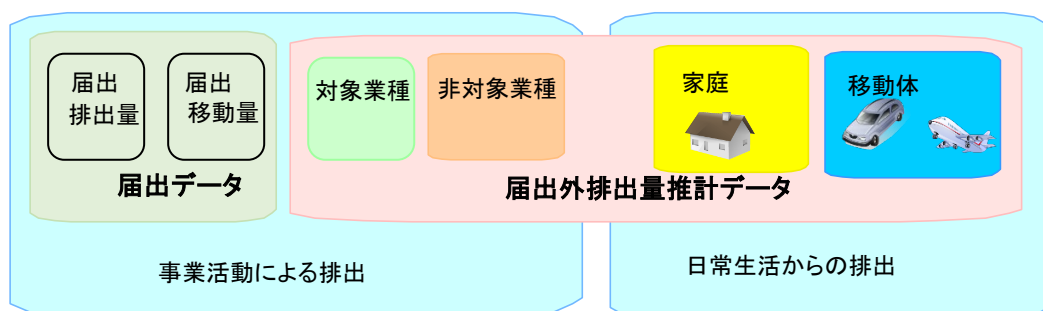 届出
排出量
届出
移動量
対象業種
非対象業種
家庭
移動体
届出データ
届出外排出量推計データ
事業活動による排出
日常生活からの排出